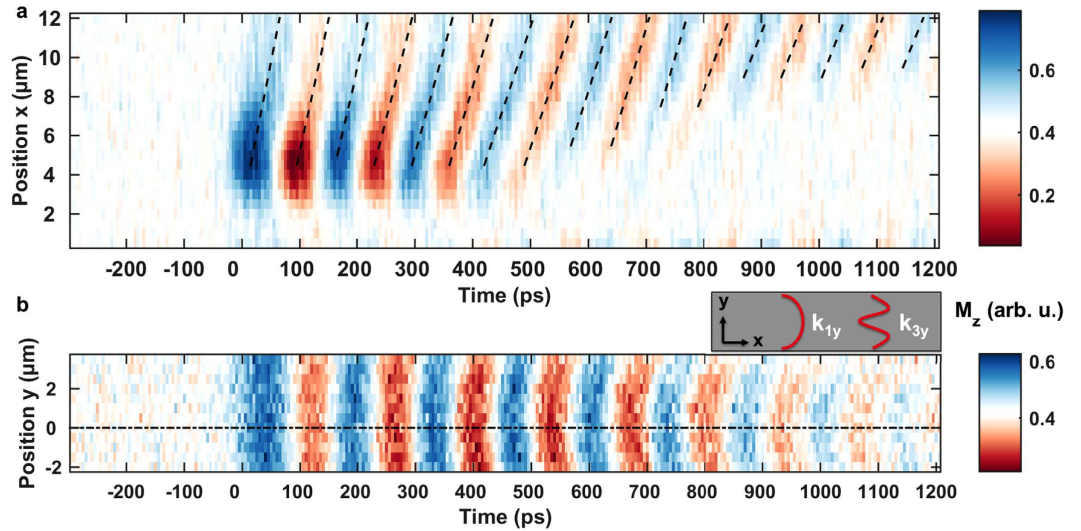 a
12
10
8
6
4
2
Position x (µm)
-200 -100 0 100 200 300 400 500 600 700 800 900 1000 1100 1200
Time (ps)
0.6
0.4
0.2
b
y
x
k1y
k3y
Mz (arb. u.)
2
0
-2
Position y (µm)
-200 -100 0 100 200 300 400 500 600 700 800 900 1000 1100 1200
Time (ps)
0.6
0.4